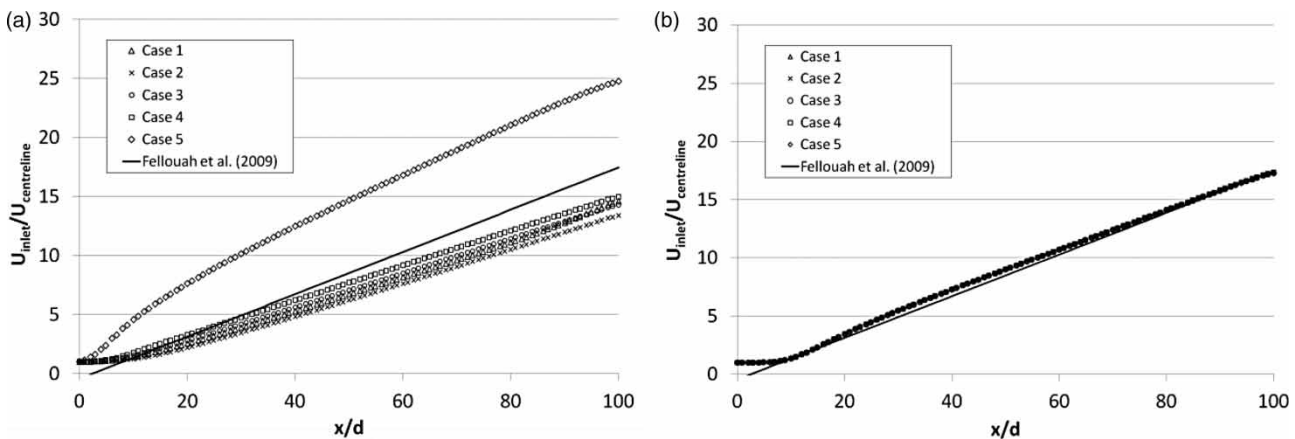 (a)
30
25
20
15
10
5
0
U_inlet/U_centreline
Case 1
Case 2
Case 3
Case 4
Case 5
Fellouah et al. (2009)
0 20 40 60 80 100
x/d
(b)
30
25
20
15
10
5
0
U_inlet/U_centreline
Case 1
Case 2
Case 3
Case 4
Case 5
Fellouah et al. (2009)
0 20 40 60 80 100
x/d